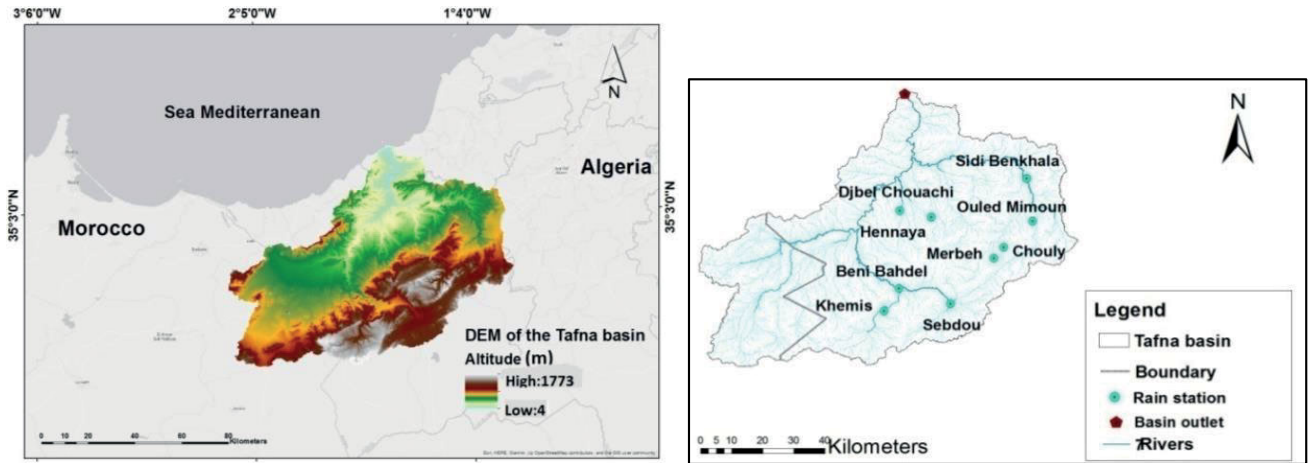 3°6'0"W 2°5'0"W 1°4'0"W
N
Sea Mediterranean
Algeria
35°3'0"N
35°3'0"N
Morocco
DEM of the Tafna basin
Altitude (m)
High:1773
Low:4
0 10 20 40 60 80
Kilometers
N
Sidi Benkhala
Djbel Chouachi
Ouled Mimoun
Hennaya
Merbeh
Chouly
Beni Bahdel
Khemis
Sebdou
Legend
Tafna basin
Boundary
Rain station
Basin outlet
Rivers
0 5 10 20 30 40
Kilometers